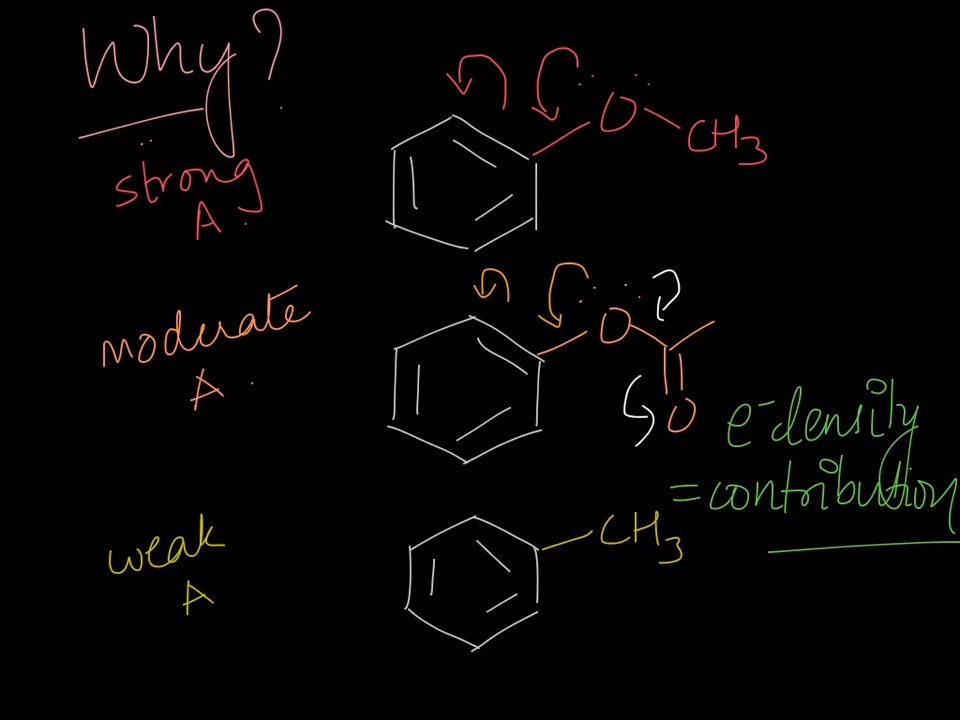 Why?
strong
A
O
CH3
moderate
A
O
O
e- density
= contribution
weak
A
CH3